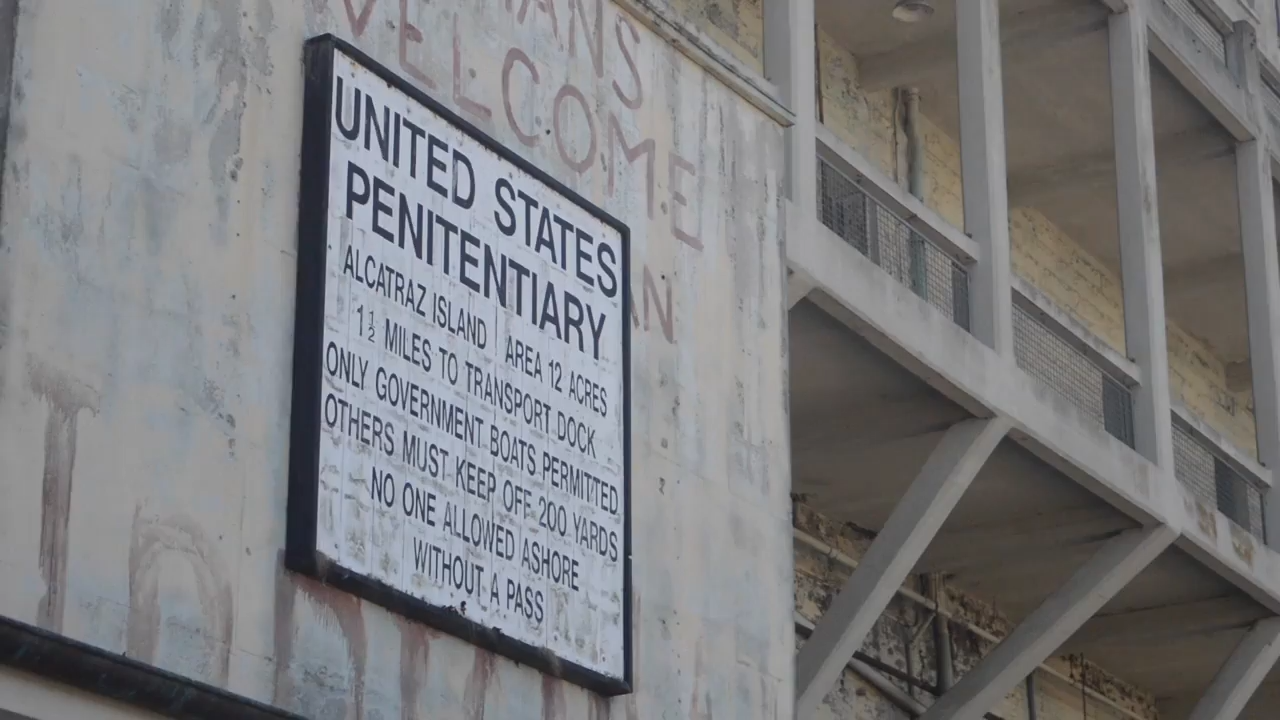 WELCOME
UNITED STATES
PENITENTIARY
ALCATRAZ ISLAND AREA 12 ACRES
1½ MILES TO TRANSPORT DOCK
ONLY GOVERNMENT BOATS PERMITTED
OTHERS MUST KEEP OFF 200 YARDS
NO ONE ALLOWED ASHORE
WITHOUT A PASS